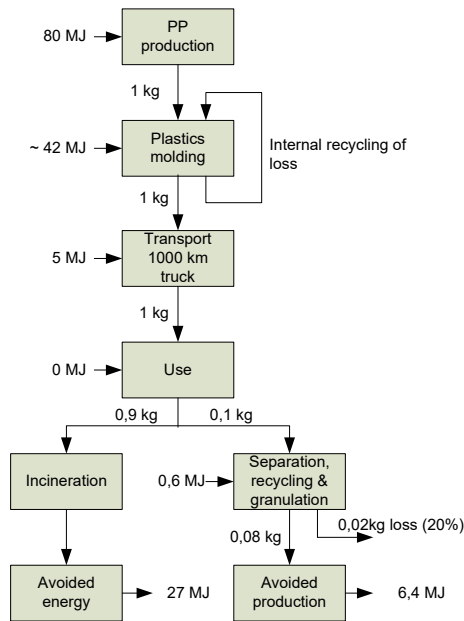 PP
production
80 MJ
1 kg
Plastics
molding
~ 42 MJ
Internal recycling of
loss
1 kg
Transport
1000 km
truck
5 MJ
1 kg
Use
0 MJ
0,9 kg
0,1 kg
Incineration
0,6 MJ
Separation,
recycling &
granulation
0,02kg loss (20%)
0,08 kg
Avoided
energy
27 MJ
Avoided
production
6,4 MJ